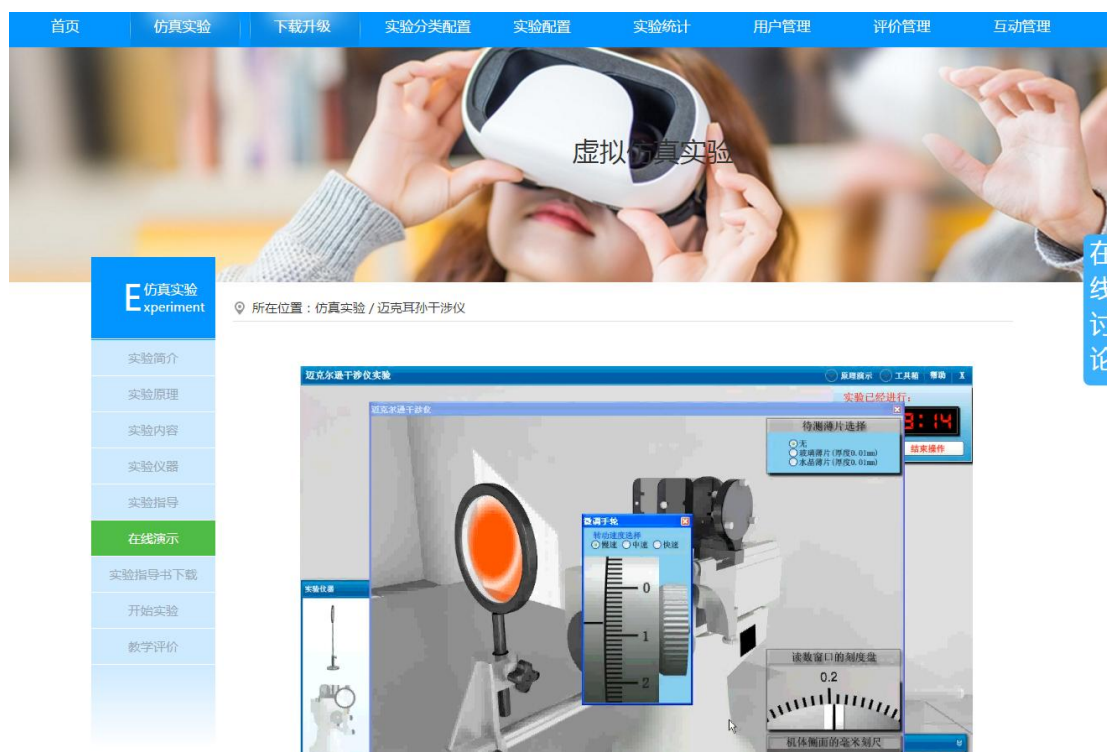 首页 仿真实验 下载升级 实验分类配置 实验配置 实验统计 用户管理 评价管理 互动管理
虚拟仿真实验
在线讨论
E 仿真实验
xperiment
所在位置：仿真实验 / 迈克耳孙干涉仪
实验简介
实验原理
实验内容
实验仪器
实验指导
在线演示
实验指导书下载
开始实验
教学评价
迈克尔逊干涉仪实验 原理演示 工具箱 帮助 X
实验已经进行：
3:14
结束操作
迈克尔逊干涉仪
待测薄片选择
无
玻璃薄片(厚度0.01mm)
水晶薄片(厚度0.01mm)
微调手轮
转动速度选择
慢速 中速 快速
0
1
2
实验仪器
读数窗口的刻度盘
0.2
机体侧面的毫米刻尺